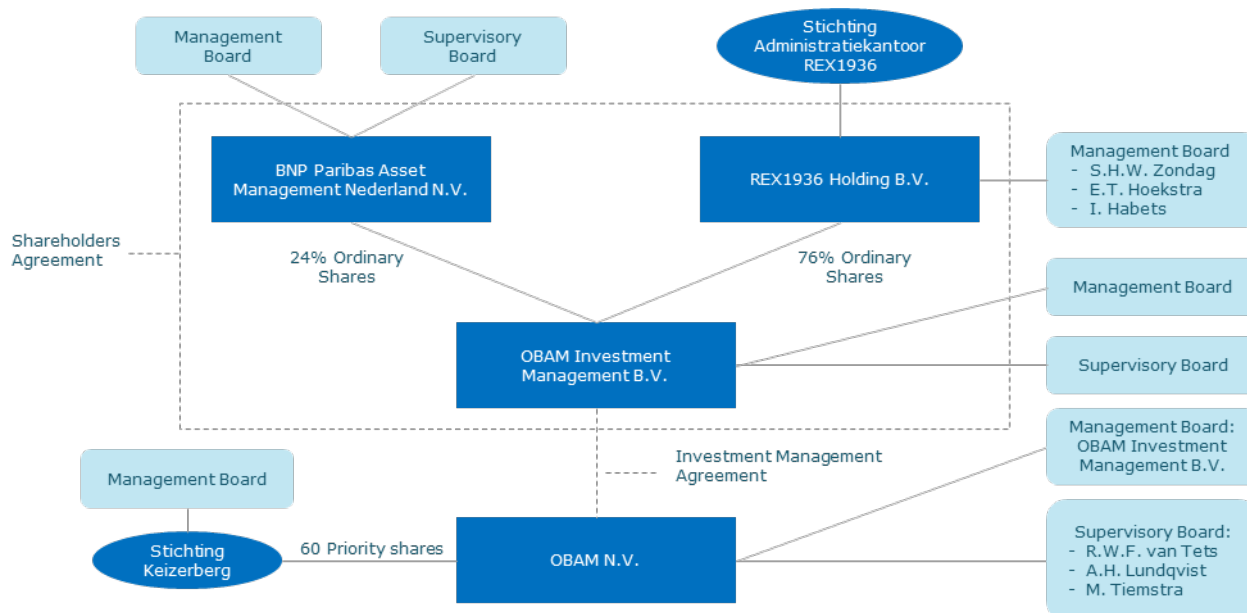 Management
Board
Supervisory
Board
Stichting
Administratiekantoor
REX1936
BNP Paribas Asset
Management Nederland N.V.
REX1936 Holding B.V.
Management Board
- S.H.W. Zondag
- E.T. Hoekstra
- I. Habets
Shareholders
Agreement
24% Ordinary
Shares
76% Ordinary
Shares
Management Board
OBAM Investment
Management B.V.
Supervisory Board
Management Board:
OBAM Investment
Management B.V.
Investment Management
Agreement
Management Board
Stichting
Keizerberg
60 Priority shares
OBAM N.V.
Supervisory Board:
- R.W.F. van Tets
- A.H. Lundqvist
- M. Tiemstra